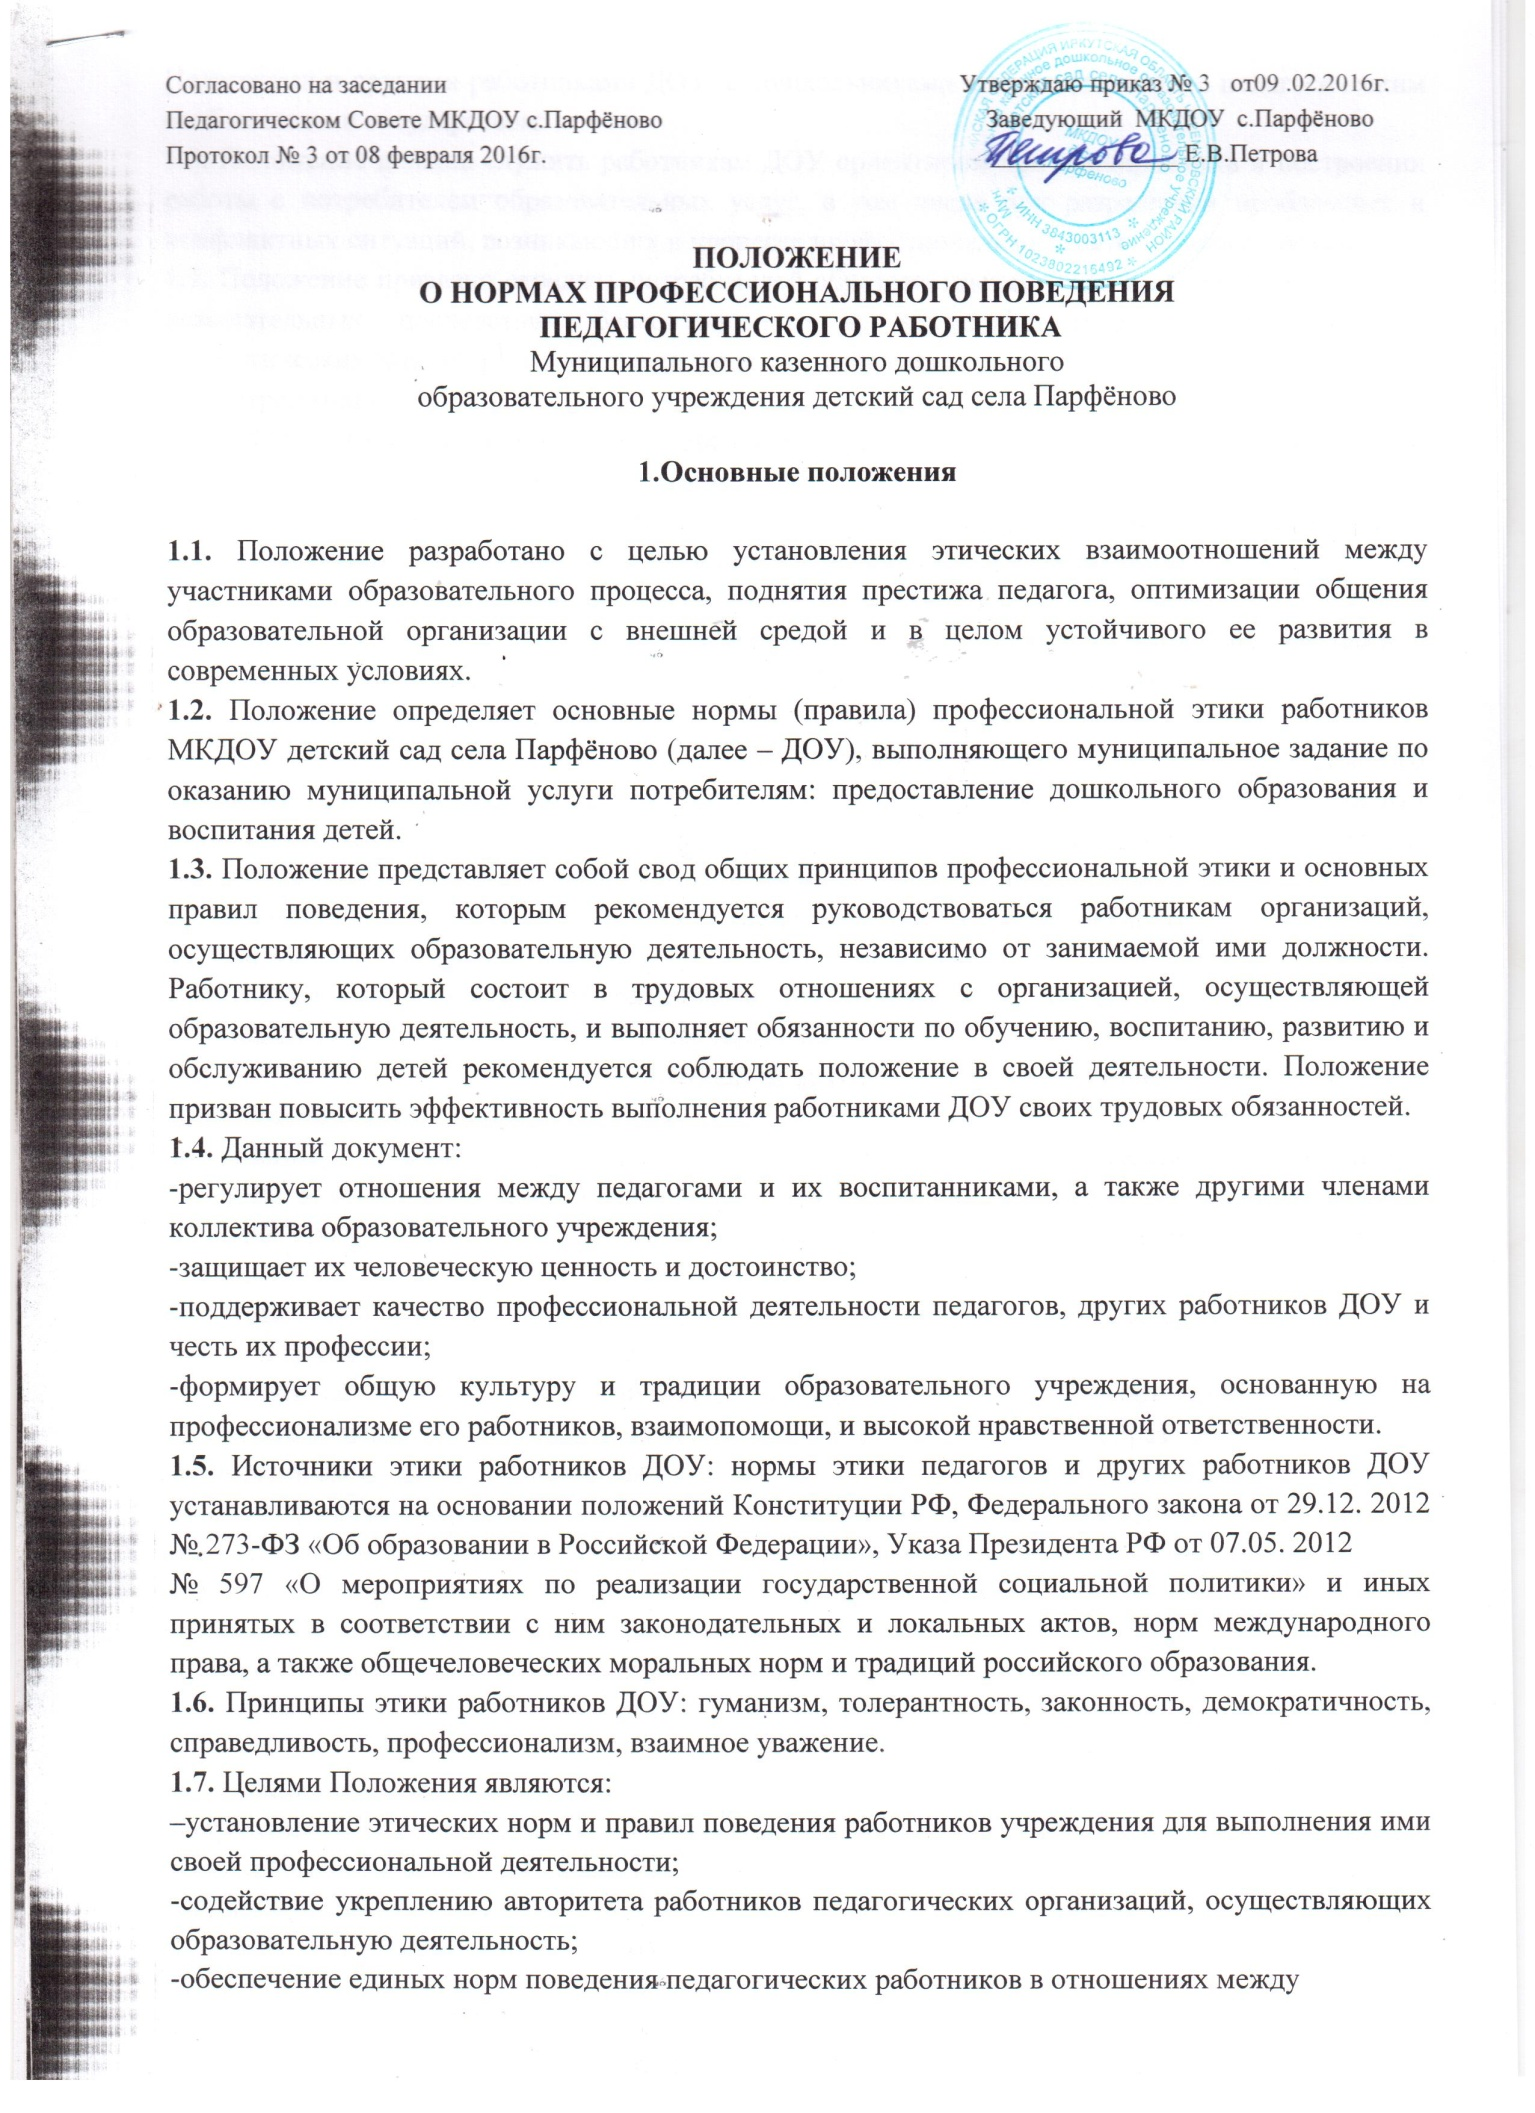 Согласовано на заседании
Утверждаю приказ № 3 от09 .02.2016г.
Педагогическом Совете МКДОУ с.Парфёново
Заведующий МКДОУ с.Парфёново
Протокол № 3 от 08 февраля 2016г.
Петрова Е.В.Петрова
ИНН 3843003113
ОГРН 1023802216492
ПОЛОЖЕНИЕ
О НОРМАХ ПРОФЕССИОНАЛЬНОГО ПОВЕДЕНИЯ
ПЕДАГОГИЧЕСКОГО РАБОТНИКА
Муниципального казенного дошкольного
образовательного учреждения детский сад села Парфёново
1.Основные положения
1.1. Положение разработано с целью установления этических взаимоотношений между
участниками образовательного процесса, поднятия престижа педагога, оптимизации общения
образовательной организации с внешней средой и в целом устойчивого ее развития в
современных условиях.
1.2. Положение определяет основные нормы (правила) профессиональной этики работников
МКДОУ детский сад села Парфёново (далее – ДОУ), выполняющего муниципальное задание по
оказанию муниципальной услуги потребителям: предоставление дошкольного образования и
воспитания детей.
1.3. Положение представляет собой свод общих принципов профессиональной этики и основных
правил поведения, которым рекомендуется руководствоваться работникам организаций,
осуществляющих образовательную деятельность, независимо от занимаемой ими должности.
Работнику, который состоит в трудовых отношениях с организацией, осуществляющей
образовательную деятельность, и выполняет обязанности по обучению, воспитанию, развитию и
обслуживанию детей рекомендуется соблюдать положение в своей деятельности. Положение
призван повысить эффективность выполнения работниками ДОУ своих трудовых обязанностей.
1.4. Данный документ:
-регулирует отношения между педагогами и их воспитанниками, а также другими членами
коллектива образовательного учреждения;
-защищает их человеческую ценность и достоинство;
-поддерживает качество профессиональной деятельности педагогов, других работников ДОУ и
честь их профессии;
-формирует общую культуру и традиции образовательного учреждения, основанную на
профессионализме его работников, взаимопомощи, и высокой нравственной ответственности.
1.5. Источники этики работников ДОУ: нормы этики педагогов и других работников ДОУ
устанавливаются на основании положений Конституции РФ, Федерального закона от 29.12. 2012
№ 273-ФЗ «Об образовании в Российской Федерации», Указа Президента РФ от 07.05. 2012
№ 597 «О мероприятиях по реализации государственной социальной политики» и иных
принятых в соответствии с ним законодательных и локальных актов, норм международного
права, а также общечеловеческих моральных норм и традиций российского образования.
1.6. Принципы этики работников ДОУ: гуманизм, толерантность, законность, демократичность,
справедливость, профессионализм, взаимное уважение.
1.7. Целями Положения являются:
–установление этических норм и правил поведения работников учреждения для выполнения ими
своей профессиональной деятельности;
-содействие укреплению авторитета работников педагогических организаций, осуществляющих
образовательную деятельность;
-обеспечение единых норм поведения педагогических работников в отношениях между